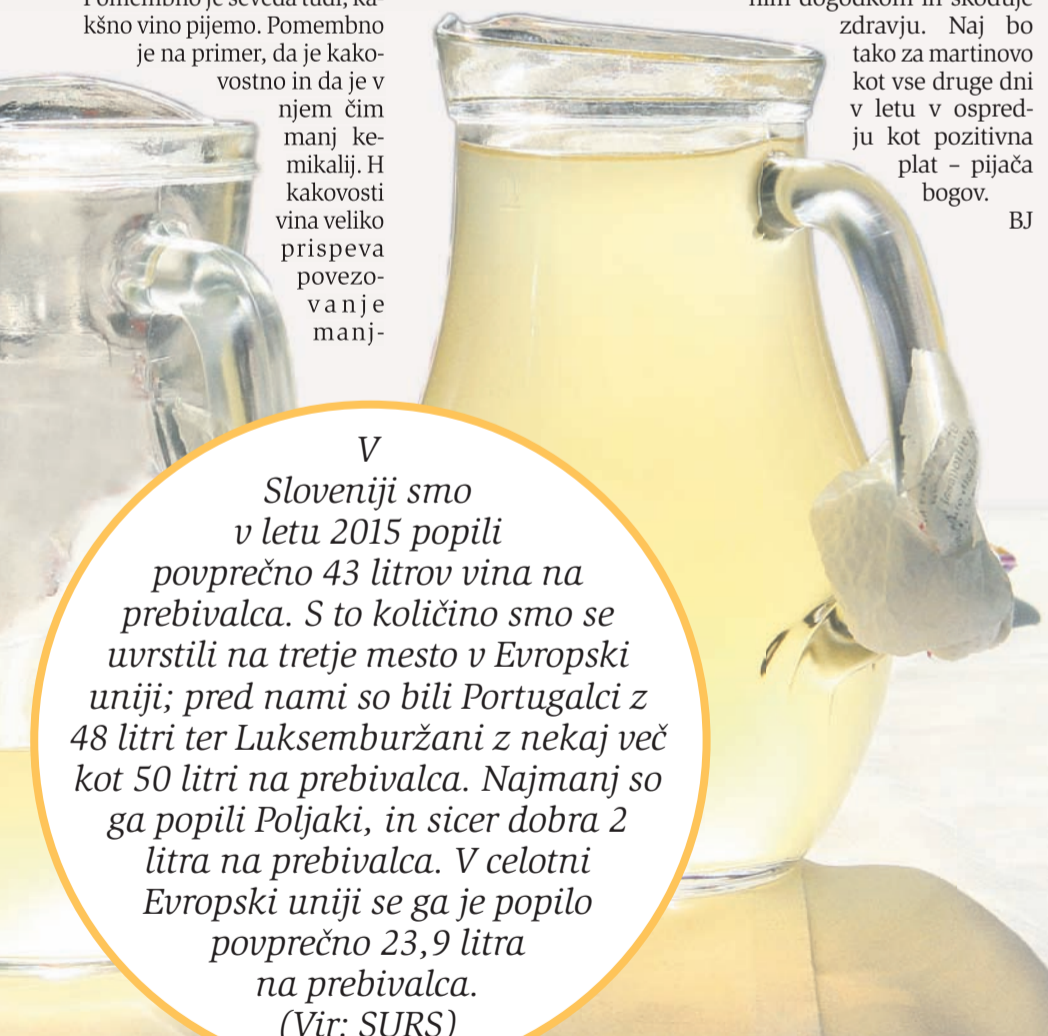 kšno vino pijemo. Pomembno
je na primer, da je kako-
vostno in da je v
njem čim
manj ke-
mikalij. H
kakovosti
vina veliko
prispeva
povezo-
vanje
manj-
nim dogodkom in škoduje
zdravju. Naj bo
tako za martinovo
kot vse druge dni
v letu v ospred-
ju kot pozitivna
plat – pijača
bogov.
BJ
V
Sloveniji smo
v letu 2015 popili
povprečno 43 litrov vina na
prebivalca. S to količino smo se
uvrstili na tretje mesto v Evropski
uniji; pred nami so bili Portugalci z
48 litri ter Luksemburžani z nekaj več
kot 50 litri na prebivalca. Najmanj so
ga popili Poljaki, in sicer dobra 2
litra na prebivalca. V celotni
Evropski uniji se ga je popilo
povprečno 23,9 litra
na prebivalca.
(Vir: SURS)